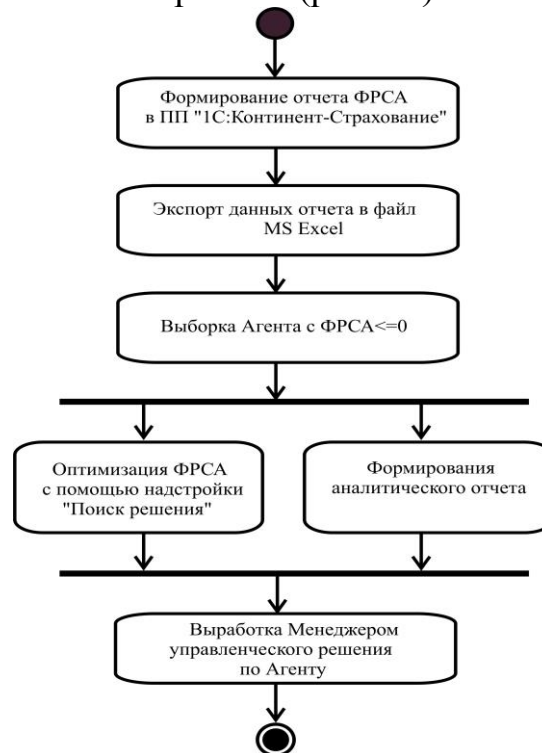 Формирование отчета ФРСА
в ПП "1С:Континент-Страхование"
Экспорт данных отчета в файл
MS Excel
Выборка Агента с ФРСА<=0
Оптимизация ФРСА
с помощью надстройки
"Поиск решения"
Формирования
аналитического отчета
Выработка Менеджером
управленческого решения
по Агенту